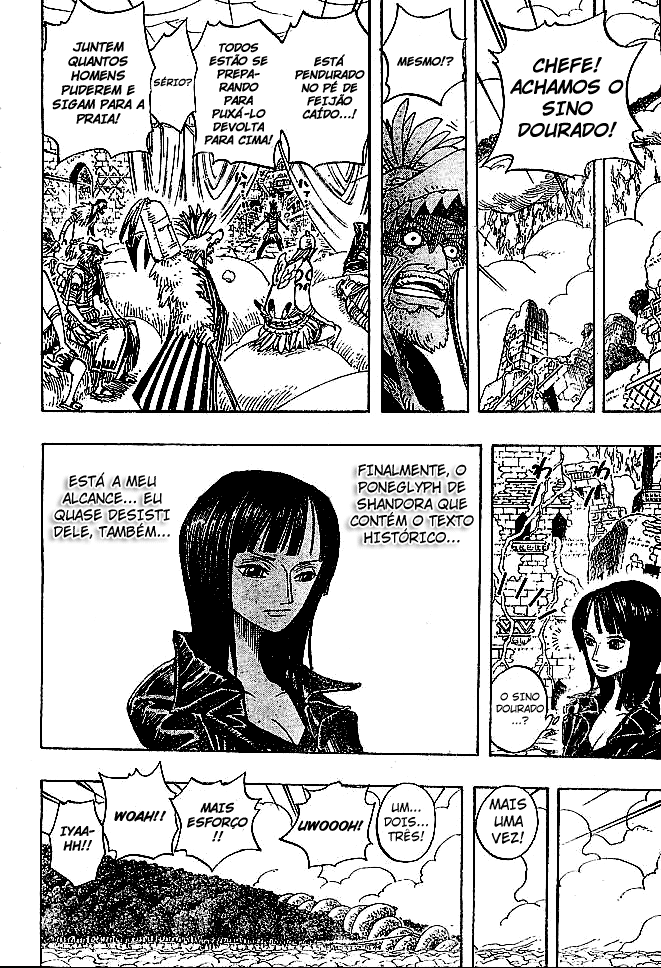 CHEFE!
ACHAMOS O
SINO
DOURADO!
MESMO!?
ESTÁ
PENDURADO
NO PÉ DE
FEIJÃO
CAÍDO...!
TODOS
ESTÃO SE
PREPA-
RANDO
PARA
PUXÁ-LO
DEVOLTA
PARA CIMA!
SÉRIO?
JUNTEM
QUANTOS
HOMENS
PUDEREM E
SIGAM PARA A
PRAIA!
O SINO
DOURADO
...?
FINALMENTE, O
PONEGLYPH DE
SHANDORA QUE
CONTÉM O TEXTO
HISTÓRICO...
ESTÁ A MEU
ALCANCE... EU
QUASE DESISTI
DELE, TAMBÉM...
MAIS
UMA
VEZ!
UM...
DOIS...
TRÊS!
UWOOOH!
MAIS
ESFORÇO
!!
WOAH!!
IYAA-
HH!!